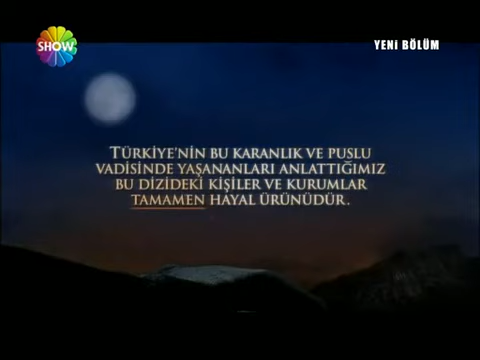 SHOW
YENİ BÖLÜM
TÜRKİYE'NİN BU KARANLIK VE PUSLU
VADİSİNDE YAŞANANLARI ANLATTIĞIMIZ
BU DİZİDEKİ KİŞİLER VE KURUMLAR
TAMAMEN HAYAL ÜRÜNÜDÜR.